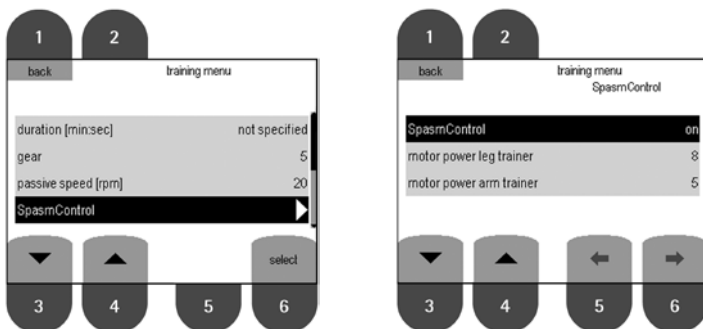 1 2
back training menu
duration [min:sec] not specified
gear 5
passive speed [rpm] 20
SpasmControl
select
3 4 5 6
1 2
back training menu
SpasmControl
SpasmControl on
motor power leg trainer 8
motor power arm trainer 5
3 4 5 6